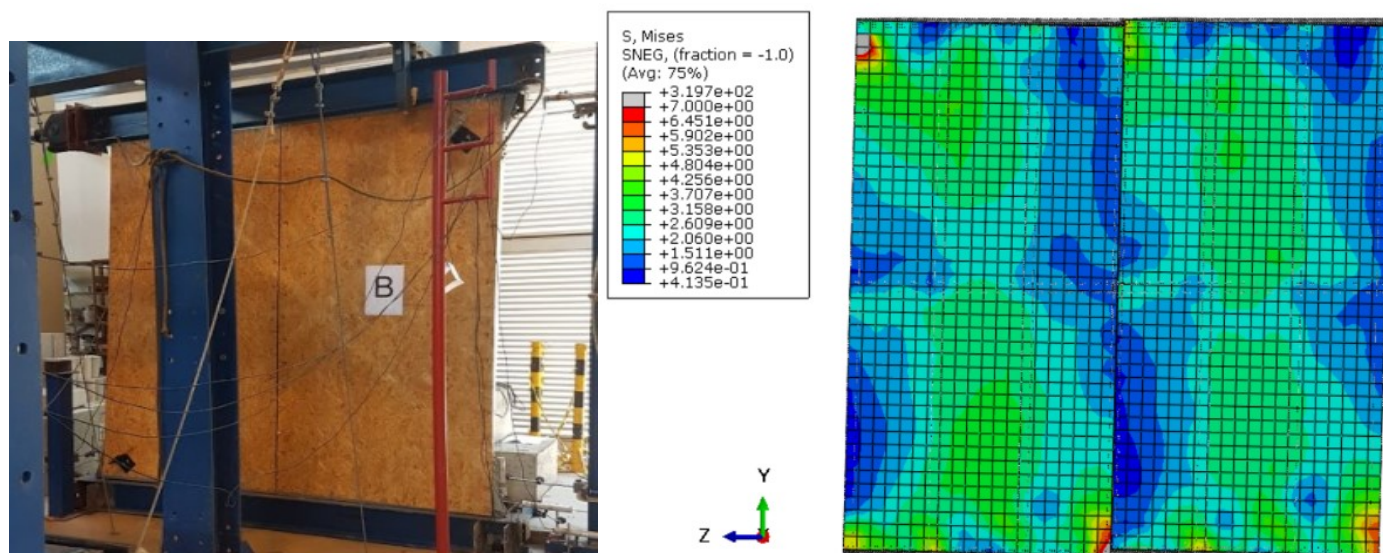 B
S, Mises
SNEG, (fraction = -1.0)
(Avg: 75%)
+3.197e+02
+7.000e+00
+6.451e+00
+5.902e+00
+5.353e+00
+4.804e+00
+4.256e+00
+3.707e+00
+3.158e+00
+2.609e+00
+2.060e+00
+1.511e+00
+9.624e-01
+4.135e-01
Y
Z